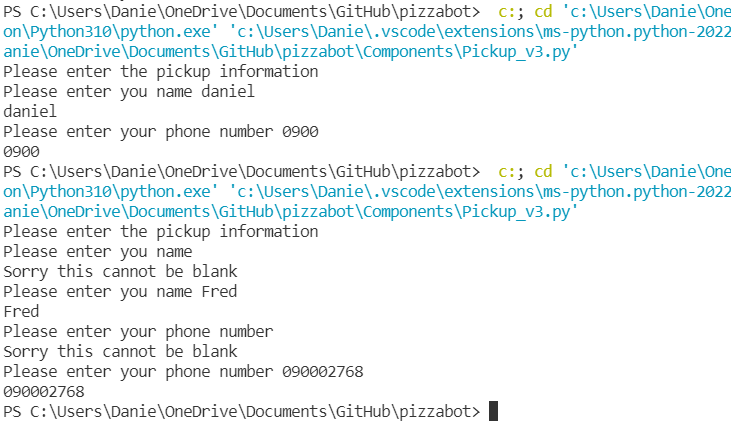 PS C:\Users\Danie\OneDrive\Documents\GitHub\pizzabot>  c:; cd 'c:\Users\Danie\One
on\Python310\python.exe' 'c:\Users\Danie\.vscode\extensions\ms-python.python-2022
anie\OneDrive\Documents\GitHub\pizzabot\Components\Pickup_v3.py'
Please enter the pickup information
Please enter you name daniel
daniel
Please enter your phone number 0900
0900
PS C:\Users\Danie\OneDrive\Documents\GitHub\pizzabot>  c:; cd 'c:\Users\Danie\One
on\Python310\python.exe' 'c:\Users\Danie\.vscode\extensions\ms-python.python-2022
anie\OneDrive\Documents\GitHub\pizzabot\Components\Pickup_v3.py'
Please enter the pickup information
Please enter you name
Sorry this cannot be blank
Please enter you name Fred
Fred
Please enter your phone number
Sorry this cannot be blank
Please enter your phone number 090002768
090002768
PS C:\Users\Danie\OneDrive\Documents\GitHub\pizzabot>